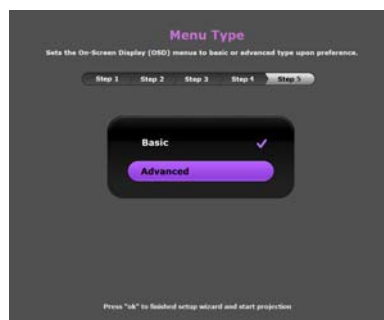 Menu Type
Sets the On-Screen Display (OSD) menus to basic or advanced type upon preference.
Step 1 Step 2 Step 3 Step 4 Step 5
Basic
Advanced
Press "ok" to finished setup wizard and start projection